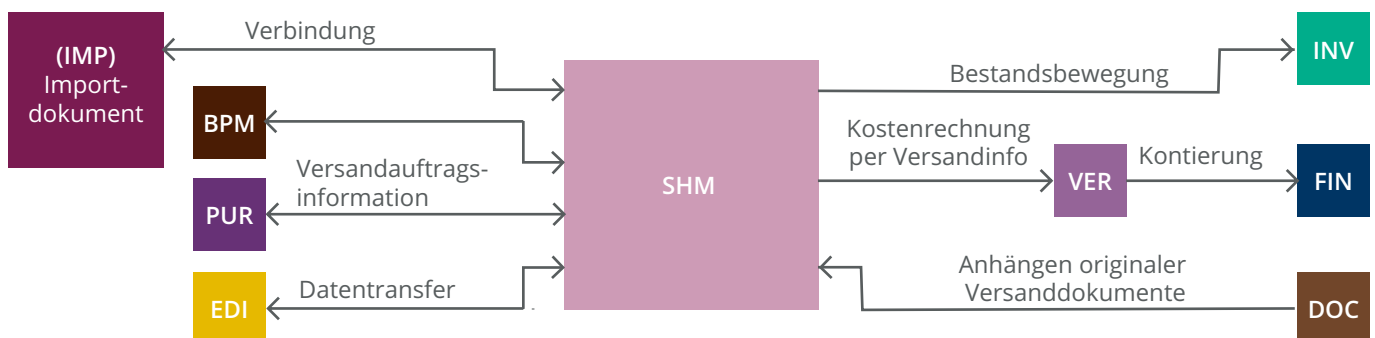 (IMP)
Import-
dokument
Verbindung
BPM
Versandauftrags-
information
PUR
Datentransfer
EDI
SHM
Bestandsbewegung
INV
Kostenrechnung
per Versandinfo
VER
Kontierung
FIN
Anhängen originaler
Versanddokumente
DOC